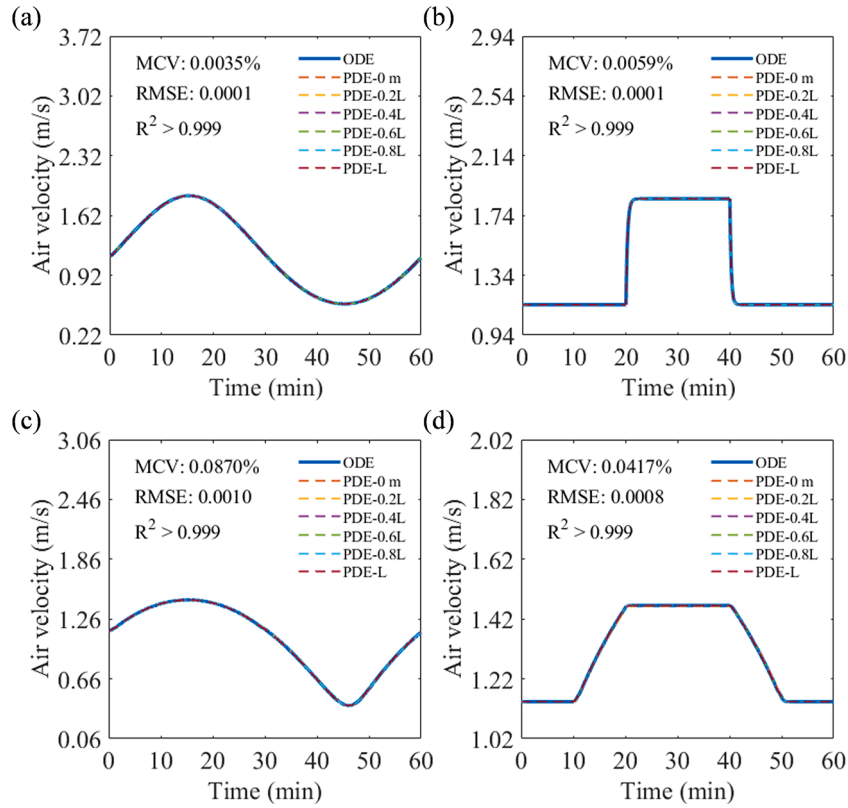 (a)
3.72
3.02
2.32
1.62
0.92
0.22
Air velocity (m/s)
MCV: 0.0035%
RMSE: 0.0001
R² > 0.999
ODE
PDE-0 m
PDE-0.2L
PDE-0.4L
PDE-0.6L
PDE-0.8L
PDE-L
0 10 20 30 40 50 60
Time (min)
(b)
2.94
2.54
2.14
1.74
1.34
0.94
Air velocity (m/s)
MCV: 0.0059%
RMSE: 0.0001
R² > 0.999
ODE
PDE-0 m
PDE-0.2L
PDE-0.4L
PDE-0.6L
PDE-0.8L
PDE-L
0 10 20 30 40 50 60
Time (min)
(c)
3.06
2.46
1.86
1.26
0.66
0.06
Air velocity (m/s)
MCV: 0.0870%
RMSE: 0.0010
R² > 0.999
ODE
PDE-0 m
PDE-0.2L
PDE-0.4L
PDE-0.6L
PDE-0.8L
PDE-L
0 10 20 30 40 50 60
Time (min)
(d)
2.02
1.82
1.62
1.42
1.22
1.02
Air velocity (m/s)
MCV: 0.0417%
RMSE: 0.0008
R² > 0.999
ODE
PDE-0 m
PDE-0.2L
PDE-0.4L
PDE-0.6L
PDE-0.8L
PDE-L
0 10 20 30 40 50 60
Time (min)